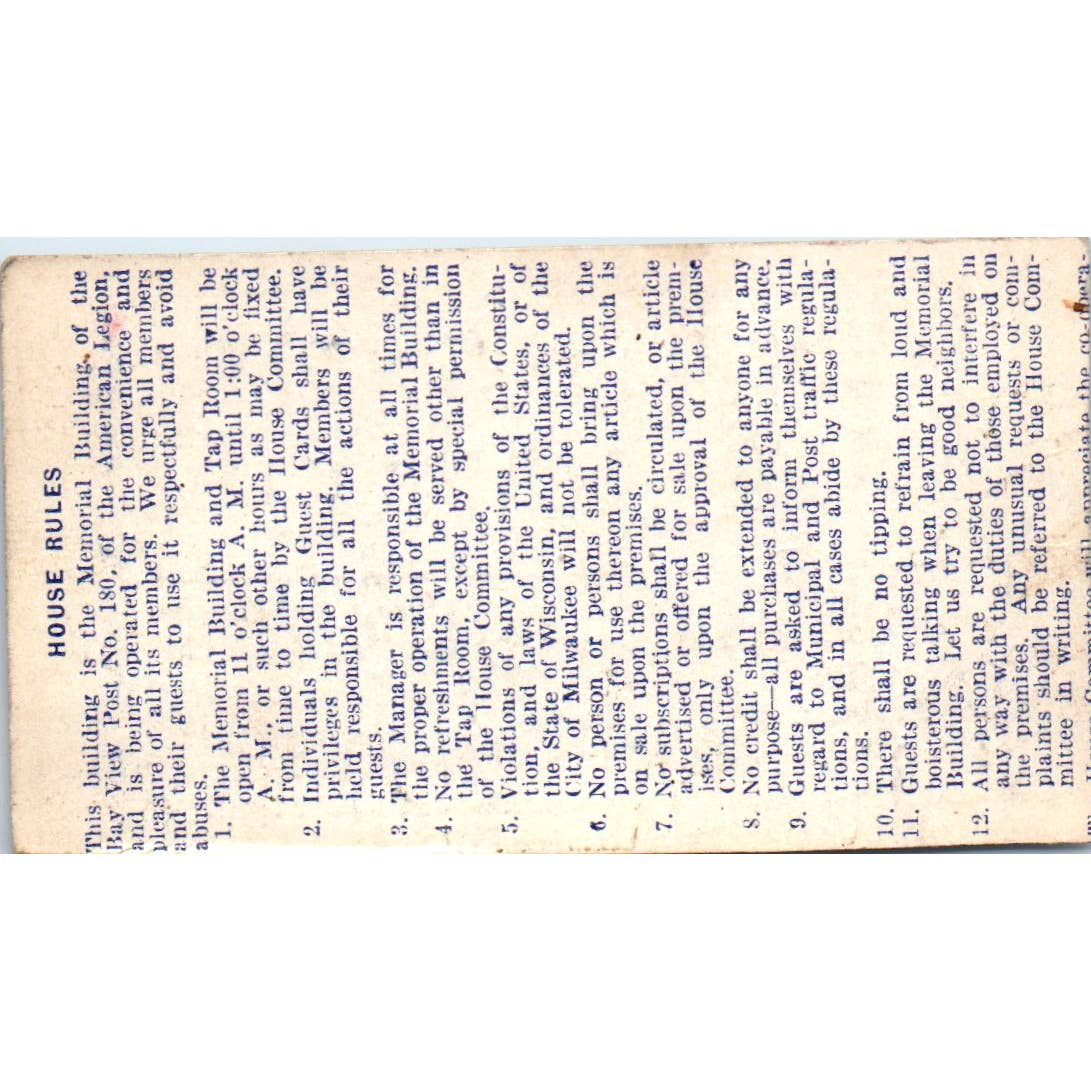 HOUSE RULES
This building is the Memorial Building, of the
Bay View Post No. 180, of the American Legion,
and is being operated for the convenience and
pleasure of all its members. We urge all members
and their guests to use it respectfully and avoid
abuses.
1. The Memorial Building and Tap Room will be
open from 11 o'clock A. M. until 1:00 o'clock
A. M., or such other hours as may be fixed
from time to time by the House Committee.
2. Individuals holding Guest Cards shall have
privileges in the building. Members will be
held responsible for all the actions of their
guests.
3. The Manager is responsible at all times for
the proper operation of the Memorial Building.
4. No refreshments will be served other than in
the Tap Room, except by special permission
of the House Committee.
5. Violations of any provisions of the Constitu-
tion, and laws of the United States, or of
the State of Wisconsin, and ordinances of the
City of Milwaukee will not be tolerated.
6. No person or persons shall bring upon the
premises for use thereon any article which is
on sale upon the premises.
7. No subscriptions shall be circulated, or article
advertised or offered for sale upon the prem-
ises, only upon the approval of the House
Committee.
8. No credit shall be extended to anyone for any
purpose—all purchases are payable in advance.
9. Guests are asked to inform themselves with
regard to Municipal and Post traffic regula-
tions, and in all cases abide by these regula-
tions.
10. There shall be no tipping.
11. Guests are requested to refrain from loud and
boisterous talking when leaving the Memorial
Building. Let us try to be good neighbors.
12. All persons are requested not to interfere in
any way with the duties of those employed on
the premises. Any unusual requests or com-
plaints should be referred to the House Com-
mittee in writing.